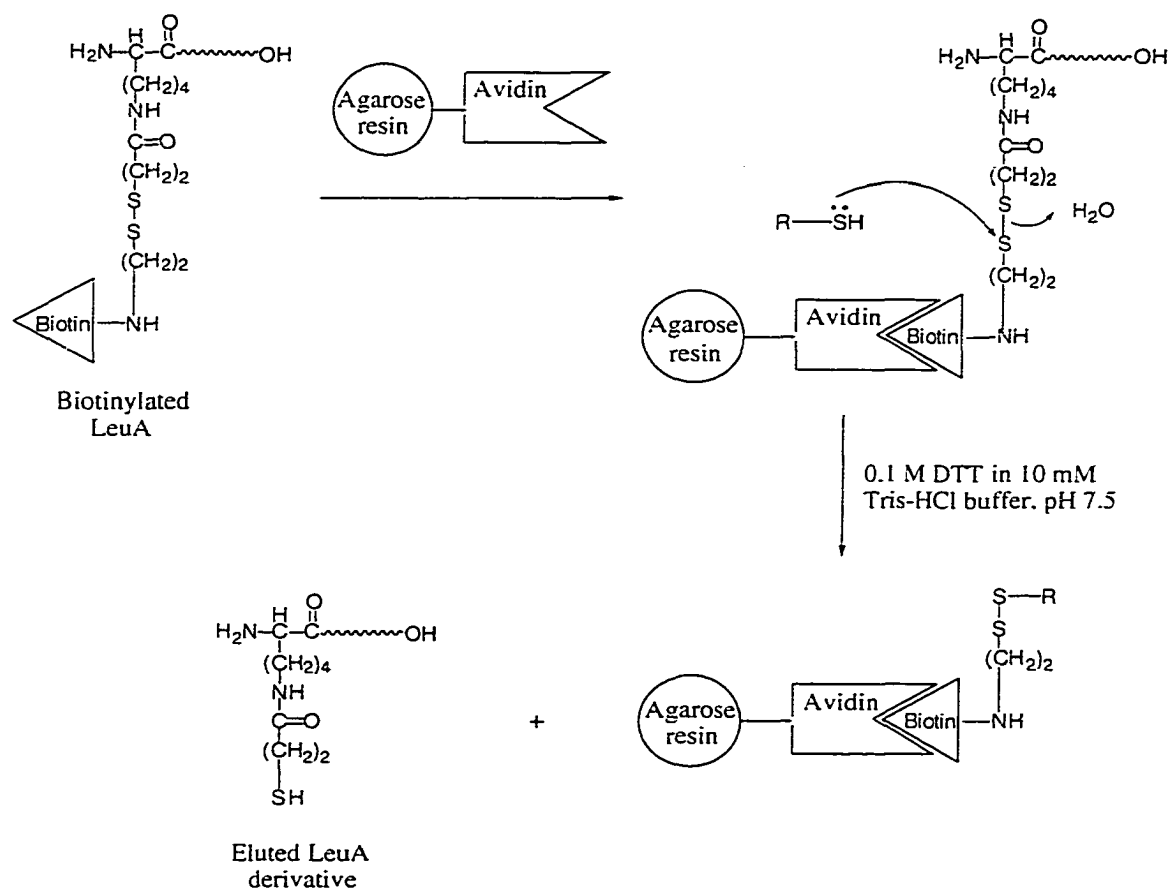 H₂N–C–C OH
H O
(CH₂)₄
NH
C=O
(CH₂)₂
S
S
(CH₂)₂
Biotin NH
Biotinylated
LeuA
Agarose
resin
Avidin
H₂N–C–C OH
H O
(CH₂)₄
NH
C=O
(CH₂)₂
S
S
(CH₂)₂
R—SH
H₂O
Agarose
resin
Avidin
Biotin NH
0.1 M DTT in 10 mM
Tris-HCl buffer. pH 7.5
H₂N–C–C OH
H O
(CH₂)₄
NH
C=O
(CH₂)₂
SH
Eluted LeuA
derivative
+
S—R
S
(CH₂)₂
Agarose
resin
Avidin
Biotin NH